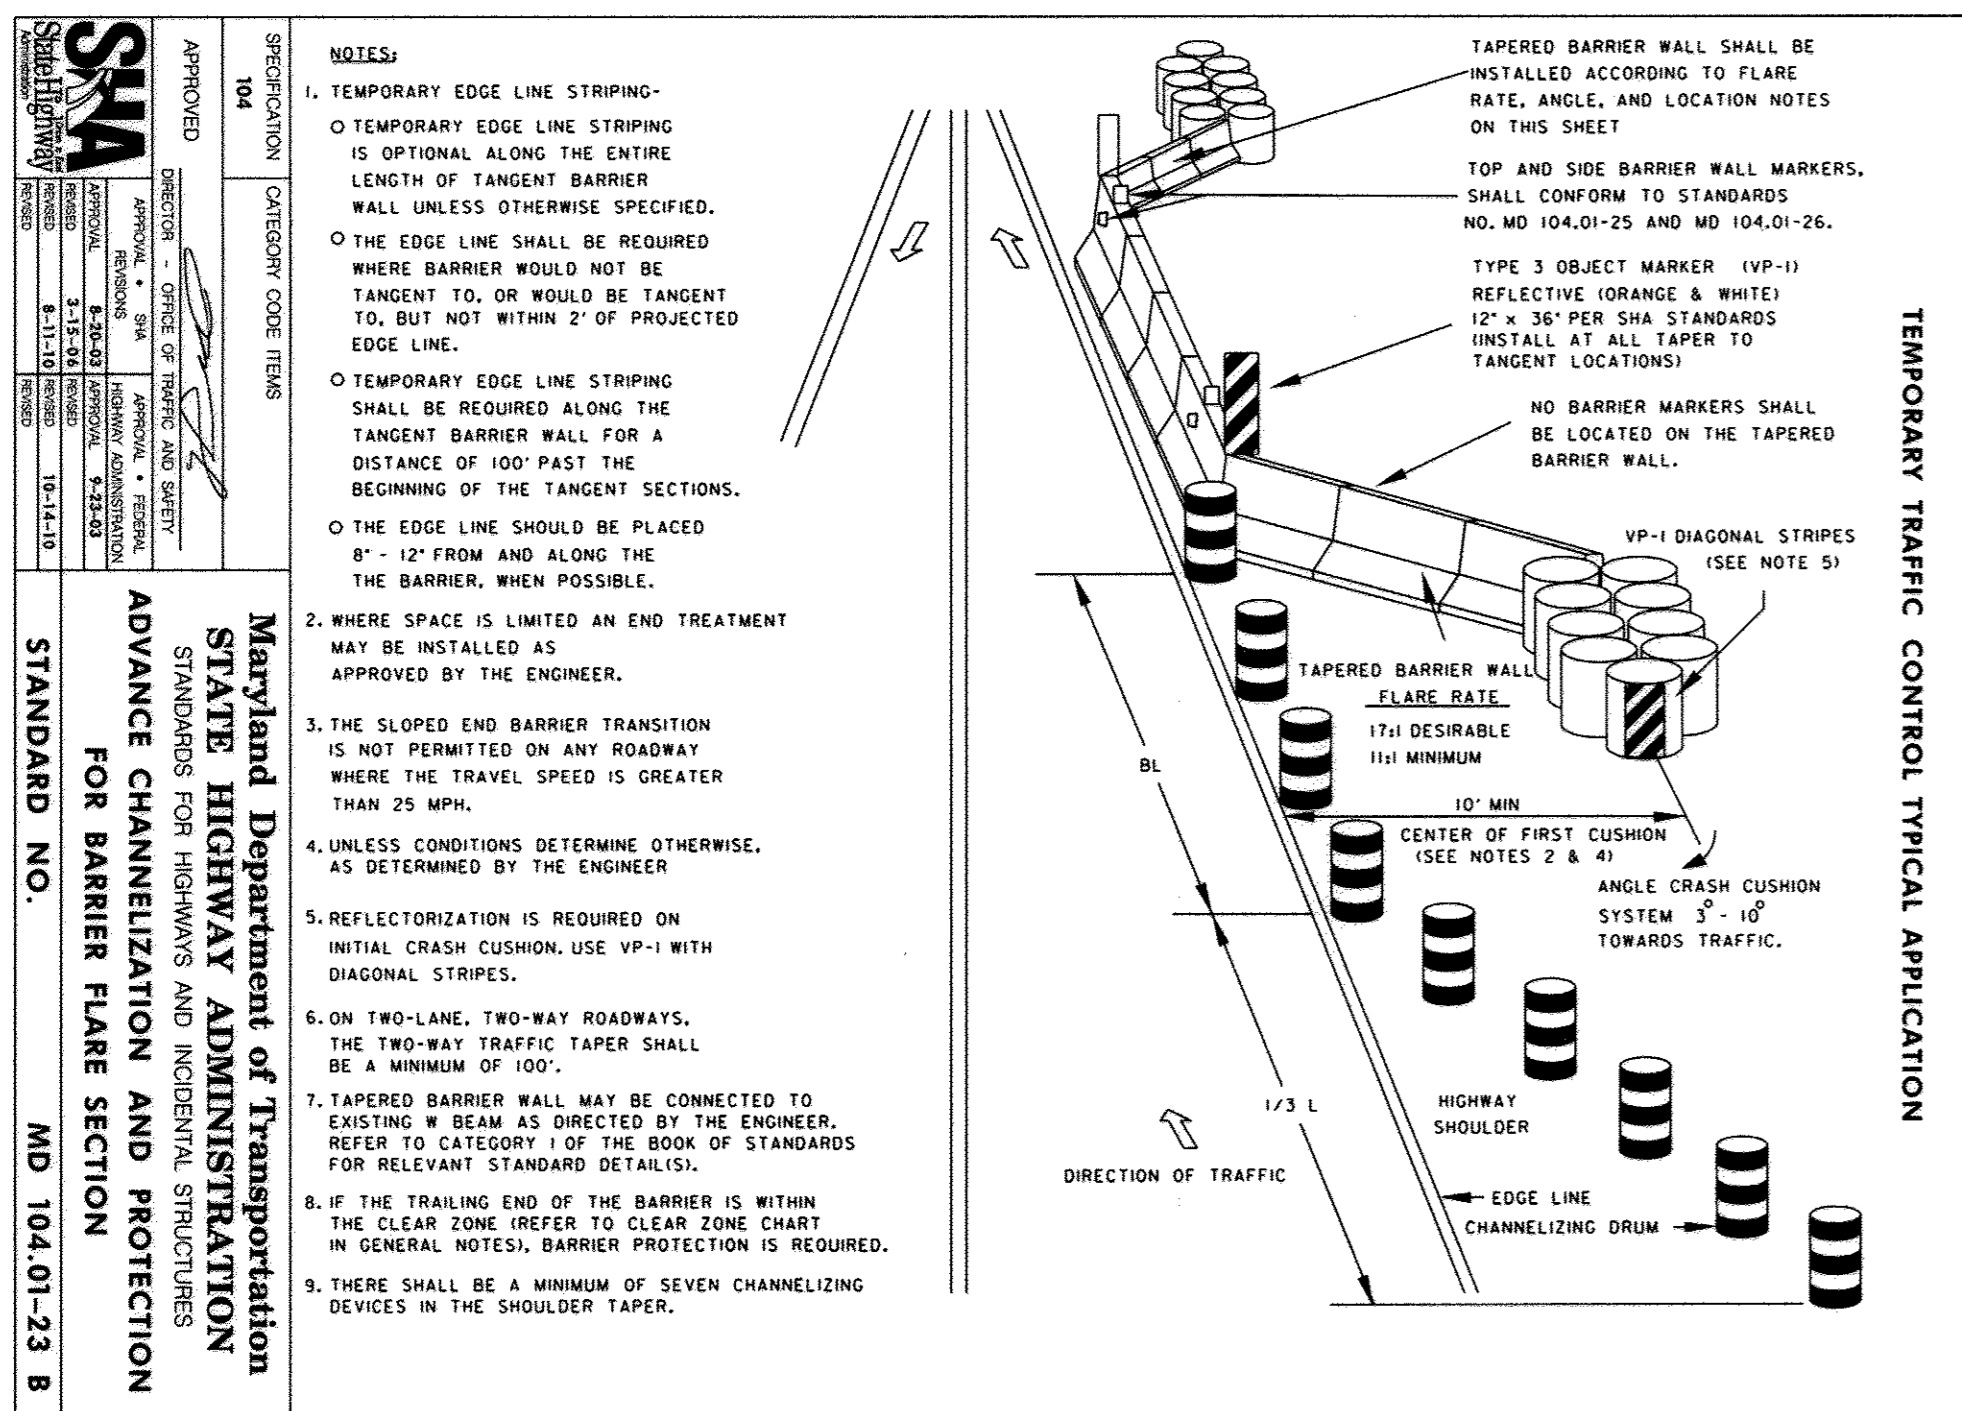 NOTES:
1. TEMPORARY EDGE LINE STRIPING-
O TEMPORARY EDGE LINE STRIPING
IS OPTIONAL ALONG THE ENTIRE
LENGTH OF TANGENT BARRIER
WALL UNLESS OTHERWISE SPECIFIED.
O THE EDGE LINE SHALL BE REQUIRED
WHERE BARRIER WOULD NOT BE
TANGENT TO, OR WOULD BE TANGENT
TO, BUT NOT WITHIN 2' OF PROJECTED
EDGE LINE.
O TEMPORARY EDGE LINE STRIPING
SHALL BE REQUIRED ALONG THE
TANGENT BARRIER WALL FOR A
DISTANCE OF 100' PAST THE
BEGINNING OF THE TANGENT SECTIONS.
O THE EDGE LINE SHOULD BE PLACED
8" - 12" FROM AND ALONG THE
THE BARRIER, WHEN POSSIBLE.
2. WHERE SPACE IS LIMITED AN END TREATMENT
MAY BE INSTALLED AS
APPROVED BY THE ENGINEER.
3. THE SLOPED END BARRIER TRANSITION
IS NOT PERMITTED ON ANY ROADWAY
WHERE THE TRAVEL SPEED IS GREATER
THAN 25 MPH.
4. UNLESS CONDITIONS DETERMINE OTHERWISE,
AS DETERMINED BY THE ENGINEER
5. REFLECTORIZATION IS REQUIRED ON
INITIAL CRASH CUSHION. USE VP-1 WITH
DIAGONAL STRIPES.
6. ON TWO-LANE, TWO-WAY ROADWAYS,
THE TWO-WAY TRAFFIC TAPER SHALL
BE A MINIMUM OF 100'.
7. TAPERED BARRIER WALL MAY BE CONNECTED TO
EXISTING W BEAM AS DIRECTED BY THE ENGINEER.
REFER TO CATEGORY 1 OF THE BOOK OF STANDARDS
FOR RELEVANT STANDARD DETAIL(S).
8. IF THE TRAILING END OF THE BARRIER IS WITHIN
THE CLEAR ZONE (REFER TO CLEAR ZONE CHART
IN GENERAL NOTES), BARRIER PROTECTION IS REQUIRED.
9. THERE SHALL BE A MINIMUM OF SEVEN CHANNELIZING
DEVICES IN THE SHOULDER TAPER.
TAPERED BARRIER WALL SHALL BE
INSTALLED ACCORDING TO FLARE
RATE, ANGLE, AND LOCATION NOTES
ON THIS SHEET
TOP AND SIDE BARRIER WALL MARKERS,
SHALL CONFORM TO STANDARDS
NO. MD 104.01-25 AND MD 104.01-26.
TYPE 3 OBJECT MARKER (VP-1)
REFLECTIVE (ORANGE & WHITE)
12" x 36" PER SHA STANDARDS
(INSTALL AT ALL TAPER TO
TANGENT LOCATIONS)
NO BARRIER MARKERS SHALL
BE LOCATED ON THE TAPERED
BARRIER WALL.
VP-1 DIAGONAL STRIPES
(SEE NOTE 5)
TAPERED BARRIER WALL
FLARE RATE
17:1 DESIRABLE
11:1 MINIMUM
BL
10' MIN
CENTER OF FIRST CUSHION
(SEE NOTES 2 & 4)
ANGLE CRASH CUSHION
SYSTEM 3° - 10°
TOWARDS TRAFFIC.
1/3 L
HIGHWAY
SHOULDER
DIRECTION OF TRAFFIC
EDGE LINE
CHANNELIZING DRUM
TEMPORARY TRAFFIC CONTROL TYPICAL APPLICATION
SPECIFICATION
104
CATEGORY CODE ITEMS
APPROVED
DIRECTOR - OFFICE OF TRAFFIC AND SAFETY
SHA
State Highway
Administration
APPROVAL • SHA
REVISIONS
APPROVAL 8-20-03
REVISED 3-15-06
REVISED 8-11-10
REVISED
APPROVAL • FEDERAL
HIGHWAY ADMINISTRATION
APPROVAL 9-23-03
REVISED
REVISED 10-14-10
REVISED
Maryland Department of Transportation
STATE HIGHWAY ADMINISTRATION
STANDARDS FOR HIGHWAYS AND INCIDENTAL STRUCTURES
ADVANCE CHANNELIZATION AND PROTECTION
FOR BARRIER FLARE SECTION
STANDARD NO. MD 104.01-23 B